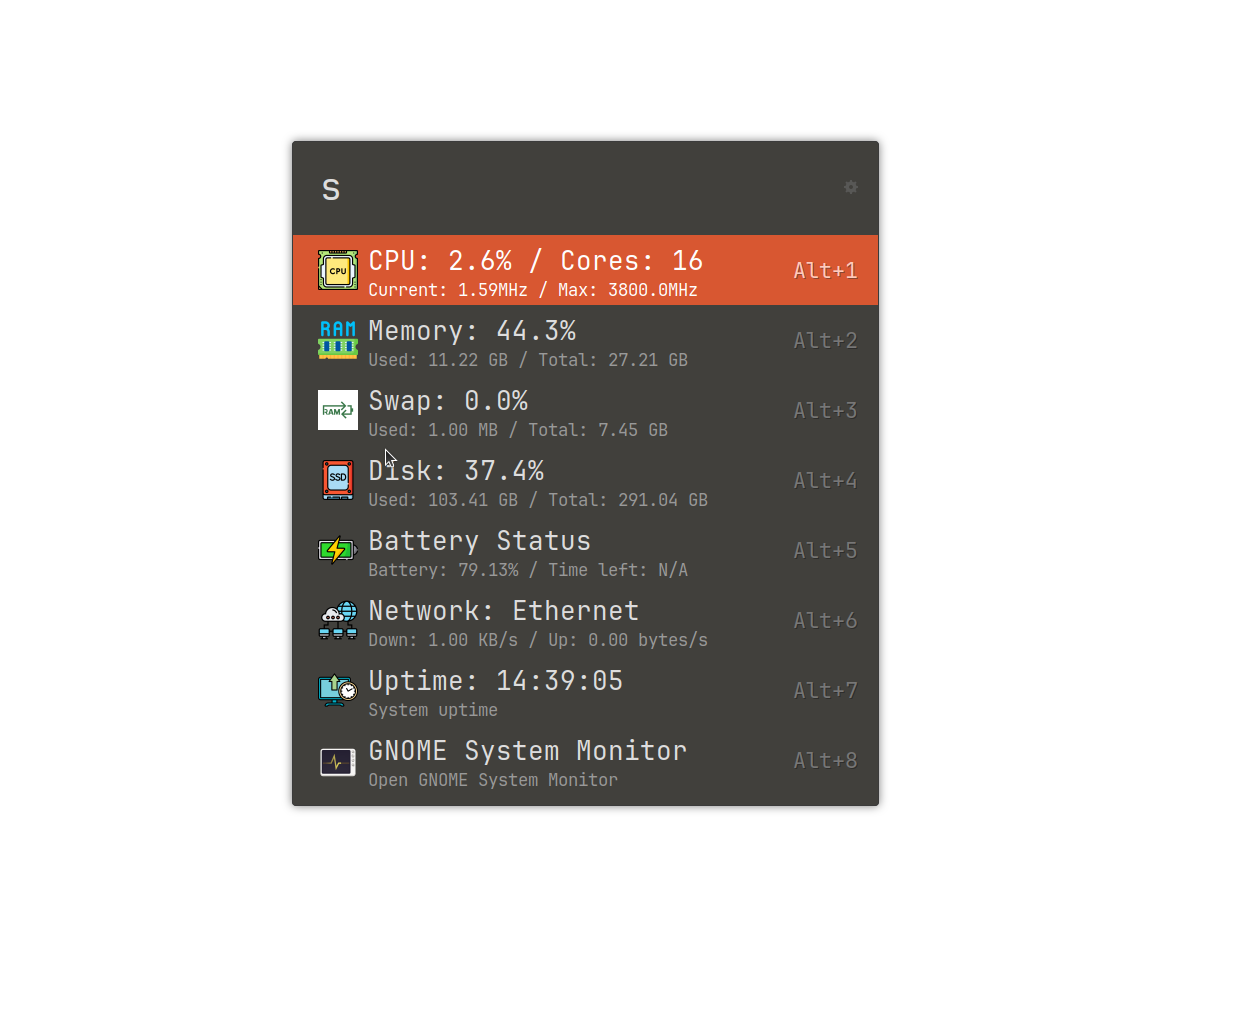 s
CPU: 2.6% / Cores: 16
Current: 1.59MHz / Max: 3800.0MHz
Alt+1
CPU
Memory: 44.3%
Used: 11.22 GB / Total: 27.21 GB
Alt+2
RAM
Swap: 0.0%
Used: 1.00 MB / Total: 7.45 GB
Alt+3
RAM
Disk: 37.4%
Used: 103.41 GB / Total: 291.04 GB
Alt+4
SSD
Battery Status
Battery: 79.13% / Time left: N/A
Alt+5
Network: Ethernet
Down: 1.00 KB/s / Up: 0.00 bytes/s
Alt+6
Uptime: 14:39:05
System uptime
Alt+7
GNOME System Monitor
Open GNOME System Monitor
Alt+8